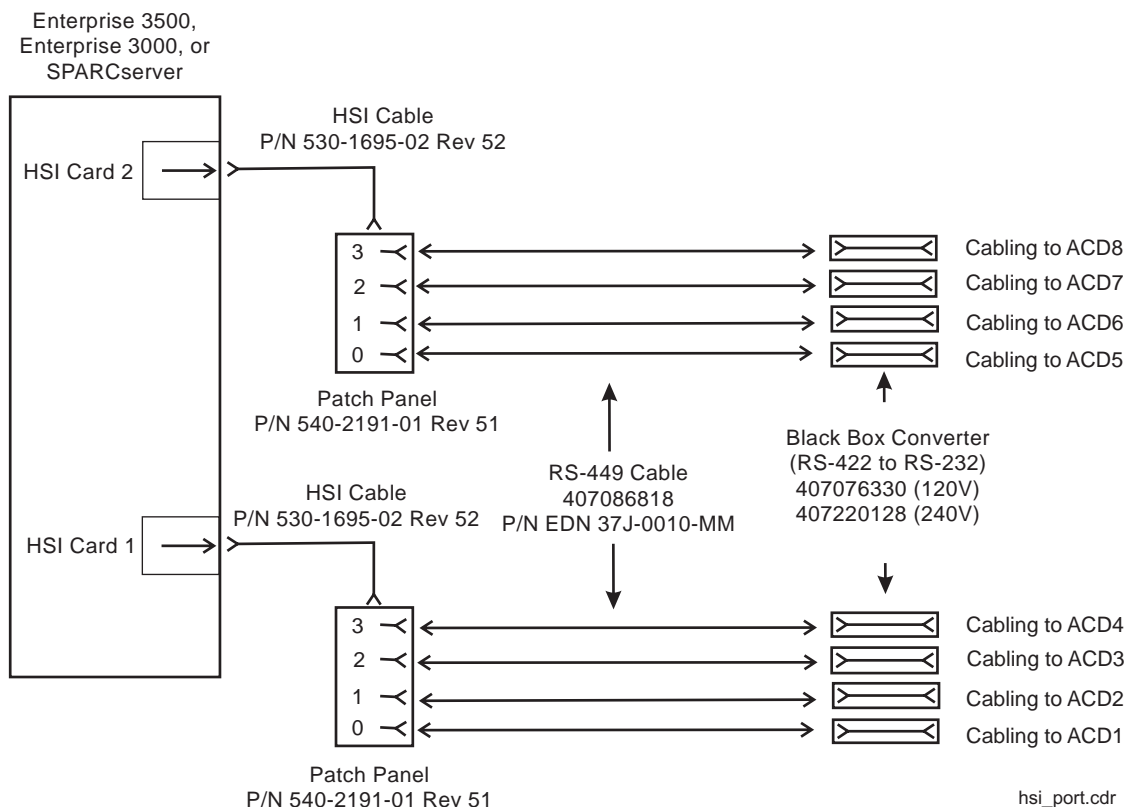 Enterprise 3500,
Enterprise 3000, or
SPARCserver
HSI Cable
P/N 530-1695-02 Rev 52
HSI Card 2
3
2
1
0
Cabling to ACD8
Cabling to ACD7
Cabling to ACD6
Cabling to ACD5
Patch Panel
P/N 540-2191-01 Rev 51
RS-449 Cable
407086818
P/N EDN 37J-0010-MM
Black Box Converter
(RS-422 to RS-232)
407076330 (120V)
407220128 (240V)
HSI Cable
P/N 530-1695-02 Rev 52
HSI Card 1
3
2
1
0
Cabling to ACD4
Cabling to ACD3
Cabling to ACD2
Cabling to ACD1
Patch Panel
P/N 540-2191-01 Rev 51
hsi_port.cdr